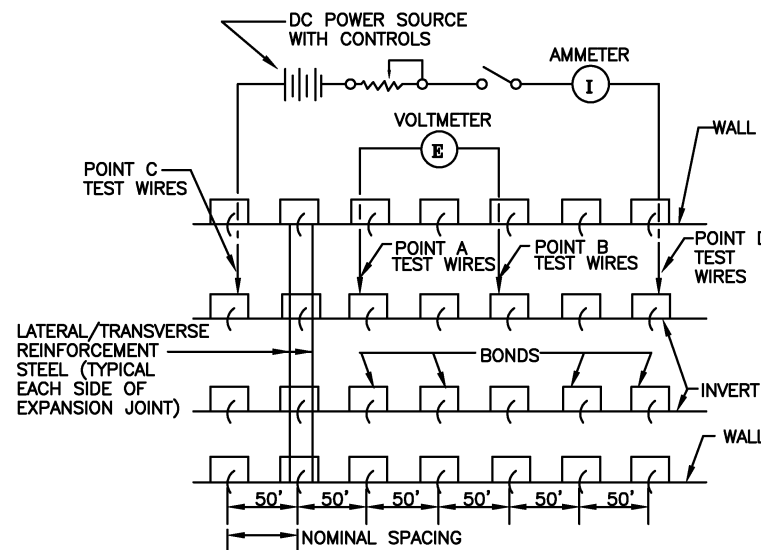 DC POWER SOURCE
WITH CONTROLS
AMMETER
I
VOLTMETER
E
WALL
POINT C
TEST WIRES
POINT A
TEST WIRES
POINT B
TEST WIRES
POINT D
TEST
WIRES
LATERAL/TRANSVERSE
REINFORCEMENT
STEEL (TYPICAL
EACH SIDE OF
EXPANSION JOINT)
BONDS
INVERT
WALL
50' 50' 50' 50' 50' 50'
NOMINAL SPACING